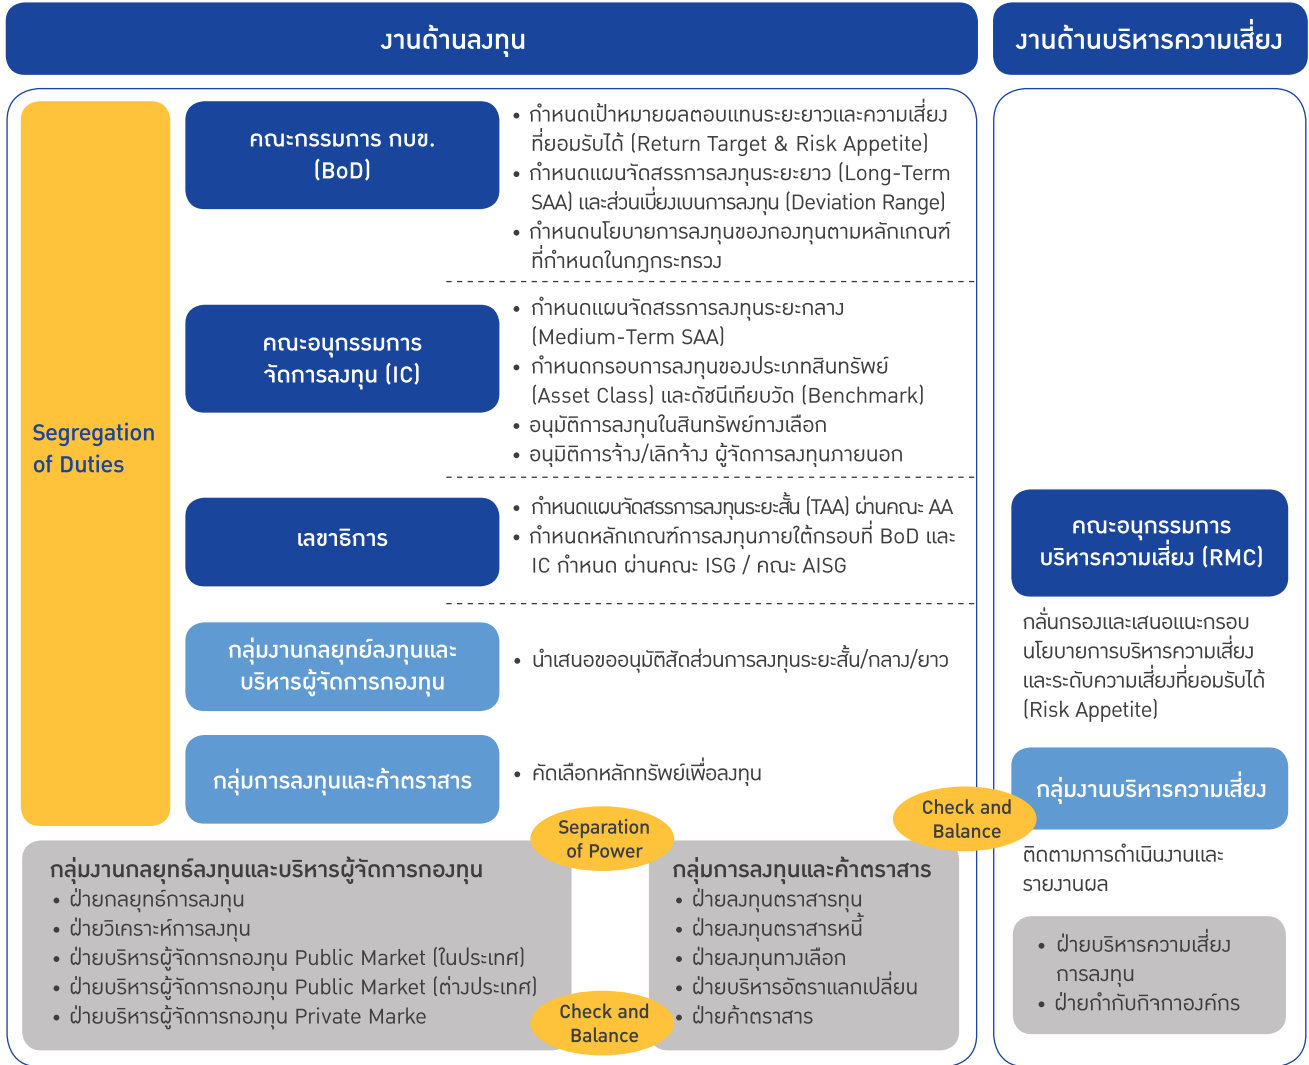 งานด้านลงทุน
งานด้านบริหารความเสี่ยง
Segregation
of Duties
คณะกรรมการ กบข.
(BoD)
• กำหนดเป้าหมายผลตอบแทนระยะยาวและความเสี่ยง
ที่ยอมรับได้ (Return Target & Risk Appetite)
• กำหนดแผนจัดสรรการลงทุนระยะยาว (Long-Term
SAA) และส่วนเบี่ยงเบนการลงทุน (Deviation Range)
• กำหนดนโยบายการลงทุนของกองทุนตามหลักเกณฑ์
ที่กำหนดในกฎกระทรวง
คณะอนุกรรมการ
จัดการลงทุน (IC)
• กำหนดแผนจัดสรรการลงทุนระยะกลาง
(Medium-Term SAA)
• กำหนดกรอบการลงทุนของประเภทสินทรัพย์
(Asset Class) และดัชนีเทียบวัด (Benchmark)
• อนุมัติการลงทุนในสินทรัพย์ทางเลือก
• อนุมิติการจ้าง/เลิกจ้าง ผู้จัดการลงทุนภายนอก
เลขาธิการ
• กำหนดแผนจัดสรรการลงทุนระยะสั้น (TAA) ผ่านคณะ AA
• กำหนดหลักเกณฑ์การลงทุนภายใต้กรอบที่ BoD และ
IC กำหนด ผ่านคณะ ISG / คณะ AISG
กลุ่มงานกลยุทย์ลงทุนและ
บริหารผู้จัดการกองทุน
• นำเสนอขออนุมัติสัดส่วนการลงทุนระยะสั้น/กลาง/ยาว
กลุ่มการลงทุนและค้าตราสาร
• คัดเลือกหลักทรัพย์เพื่อลงทุน
Separation
of Power
กลุ่มงานกลยุทธ์ลงทุนและบริหารผู้จัดการกองทุน
• ฝ่ายกลยุทธ์การลงทุน
• ฝ่ายวิเคราะห์การลงทุน
• ฝ่ายบริหารผู้จัดการกองทุน Public Market (ในประเทศ)
• ฝ่ายบริหารผู้จัดการกองทุน Public Market (ต่างประเทศ)
• ฝ่ายบริหารผู้จัดการกองทุน Private Marke
Check and
Balance
กลุ่มการลงทุนและค้าตราสาร
• ฝ่ายลงทุนตราสารทุน
• ฝ่ายลงทุนตราสารหนี้
• ฝ่ายลงทุนทางเลือก
• ฝ่ายบริหารอัตราแลกเปลี่ยน
• ฝ่ายค้าตราสาร
Check and
Balance
คณะอนุกรรมการ
บริหารความเสี่ยง (RMC)
กลั่นกรองและเสนอแนะกรอบ
นโยบายการบริหารความเสี่ยง
และระดับความเสี่ยงที่ยอมรับได้
(Risk Appetite)
กลุ่มงานบริหารความเสี่ยง
ติดตามการดำเนินงานและ
รายงานผล
• ฝ่ายบริหารความเสี่ยง
การลงทุน
• ฝ่ายกำกับกิจกาองค์กร